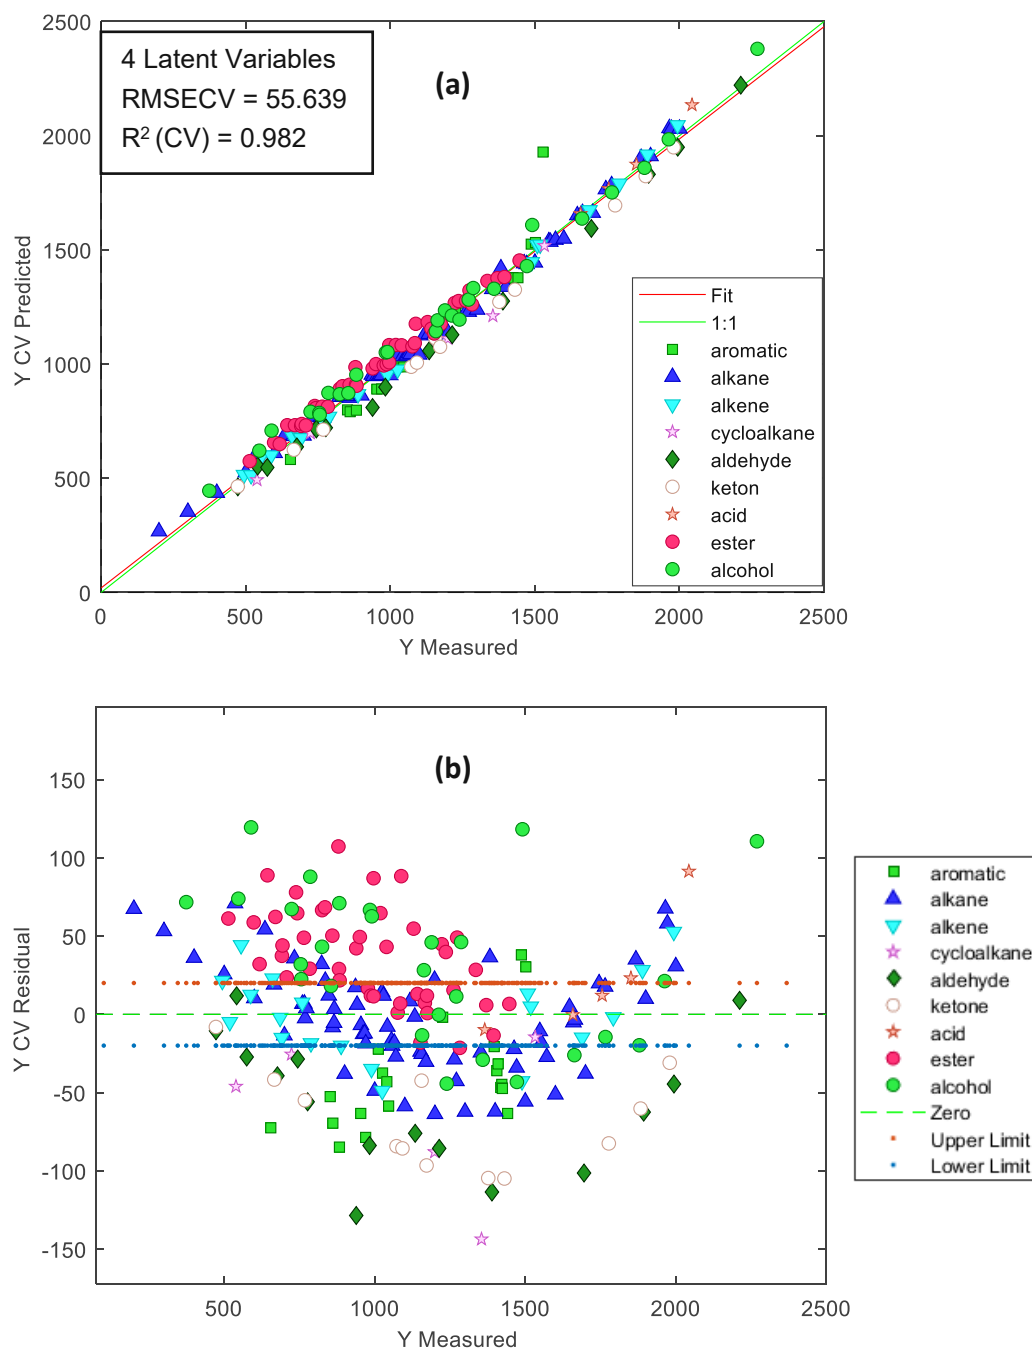 2500
2000
1500
1000
500
0
Y CV Predicted
4 Latent Variables
RMSECV = 55.639
R² (CV) = 0.982
(a)
Fit
1:1
aromatic
alkane
alkene
cycloalkane
aldehyde
keton
acid
ester
alcohol
0 500 1000 1500 2000 2500
Y Measured
(b)
150
100
50
0
-50
-100
-150
Y CV Residual
aromatic
alkane
alkene
cycloalkane
aldehyde
ketone
acid
ester
alcohol
Zero
Upper Limit
Lower Limit
500 1000 1500 2000 2500
Y Measured